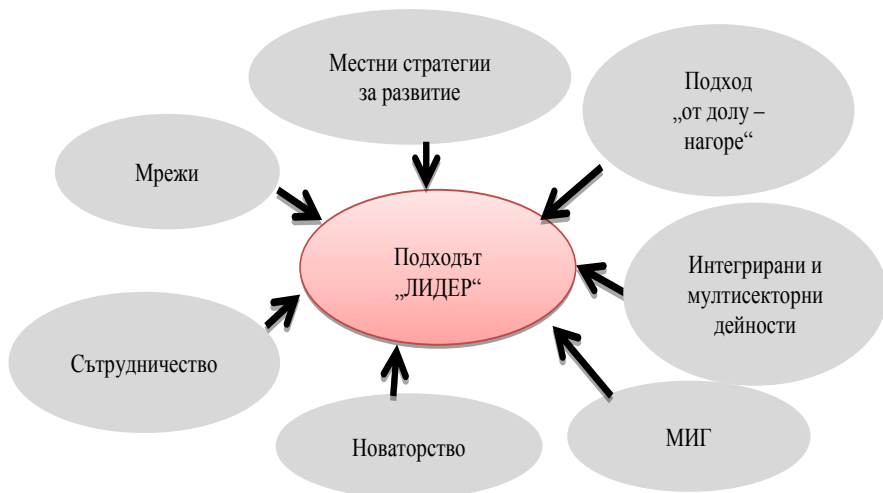 Местни стратегии
за развитие
Подход
„от долу –
нагоре“
Мрежи
Подходът
„ЛИДЕР“
Интегрирани и
мултисекторни
дейности
Сътрудничество
Новаторство
МИГ